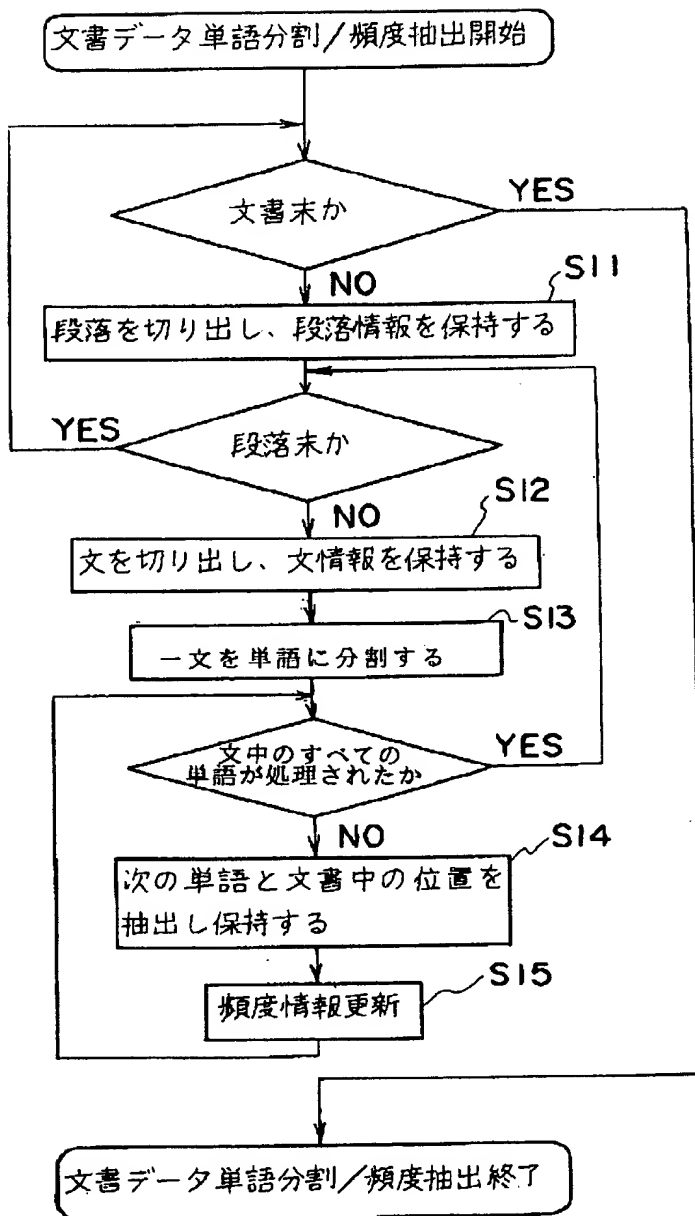 文書データ単語分割/頻度抽出開始
文書末か
YES
NO
S11
段落を切り出し、段落情報を保持する
YES
段落末か
NO
S12
文を切り出し、文情報を保持する
S13
一文を単語に分割する
文中のすべての
単語が処理されたか
YES
NO
S14
次の単語と文書中の位置を
抽出し保持する
S15
頻度情報更新
文書データ単語分割/頻度抽出終了